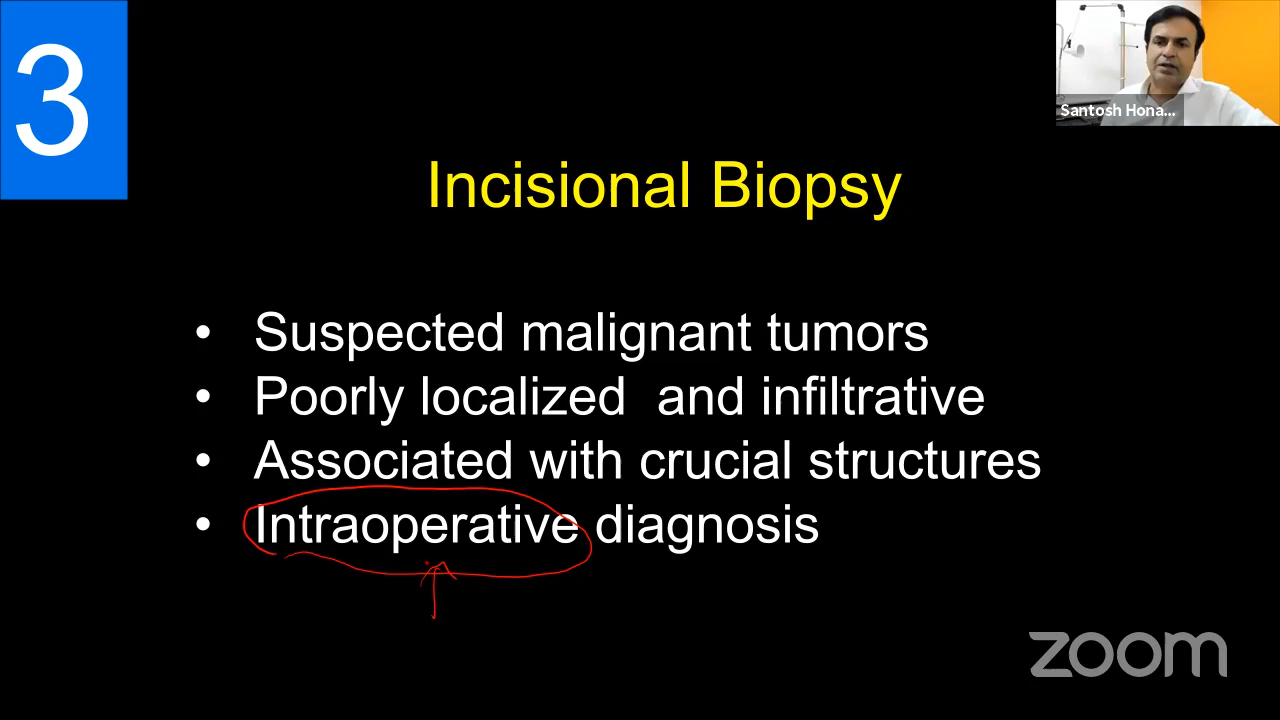 3
Santosh Hona...
Incisional Biopsy
• Suspected malignant tumors
• Poorly localized  and infiltrative
• Associated with crucial structures
• Intraoperative diagnosis
zoom